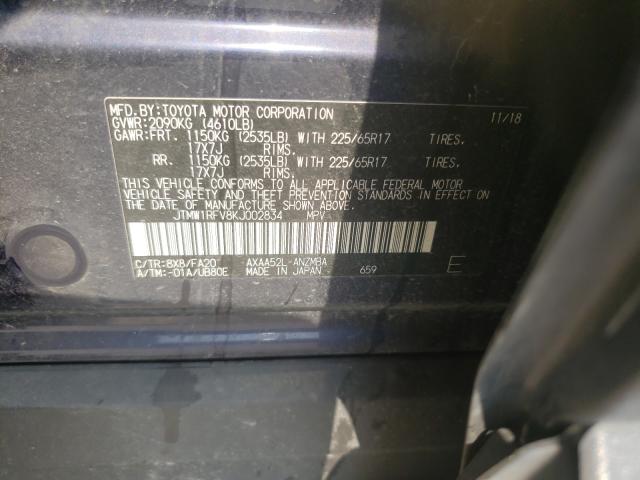 MFD.BY:TOYOTA MOTOR CORPORATION 11/18
GVWR:2090KG (4610LB)
GAWR:FRT. 1150KG (2535LB) WITH 225/65R17 TIRES.
17X7J RIMS.
RR. 1150KG (2535LB) WITH 225/65R17 TIRES.
17X7J RIMS.
THIS VEHICLE CONFORMS TO ALL APPLICABLE FEDERAL MOTOR
VEHICLE SAFETY AND THEFT PREVENTION STANDARDS IN EFFECT ON
THE DATE OF MANUFACTURE SHOWN ABOVE.
JTMW1RFV8KJ002834 MPV
C/TR:8X8/FA20 AXAA52L-ANZMBA
A/TM:-01A/UB80E MADE IN JAPAN 659 E